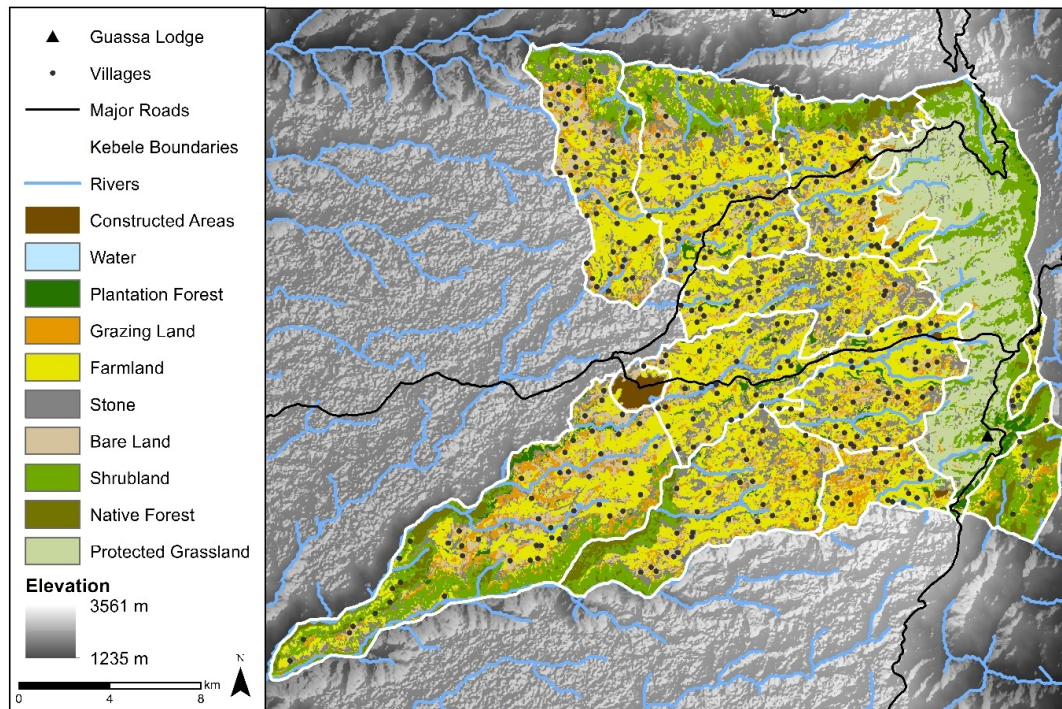 Guassa Lodge
Villages
Major Roads
Kebele Boundaries
Rivers
Constructed Areas
Water
Plantation Forest
Grazing Land
Farmland
Stone
Bare Land
Shrubland
Native Forest
Protected Grassland
Elevation
3561 m
1235 m
N
km
0 4 8